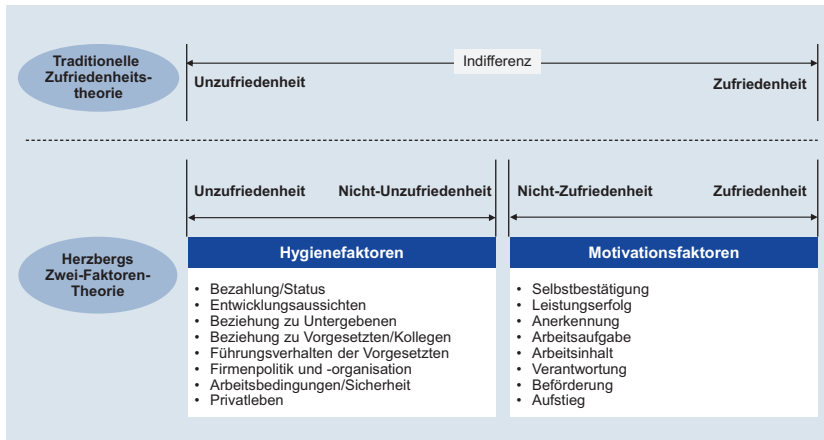 Traditionelle
Zufriedenheits-
theorie
Indifferenz
Unzufriedenheit
Zufriedenheit
Herzbergs
Zwei-Faktoren-
Theorie
Unzufriedenheit
Nicht-Unzufriedenheit
Hygienefaktoren
• Bezahlung/Status
• Entwicklungsaussichten
• Beziehung zu Untergebenen
• Beziehung zu Vorgesetzten/Kollegen
• Führungsverhalten der Vorgesetzten
• Firmenpolitik und -organisation
• Arbeitsbedingungen/Sicherheit
• Privatleben
Nicht-Zufriedenheit
Zufriedenheit
Motivationsfaktoren
• Selbstbestätigung
• Leistungserfolg
• Anerkennung
• Arbeitsaufgabe
• Arbeitsinhalt
• Verantwortung
• Beförderung
• Aufstieg